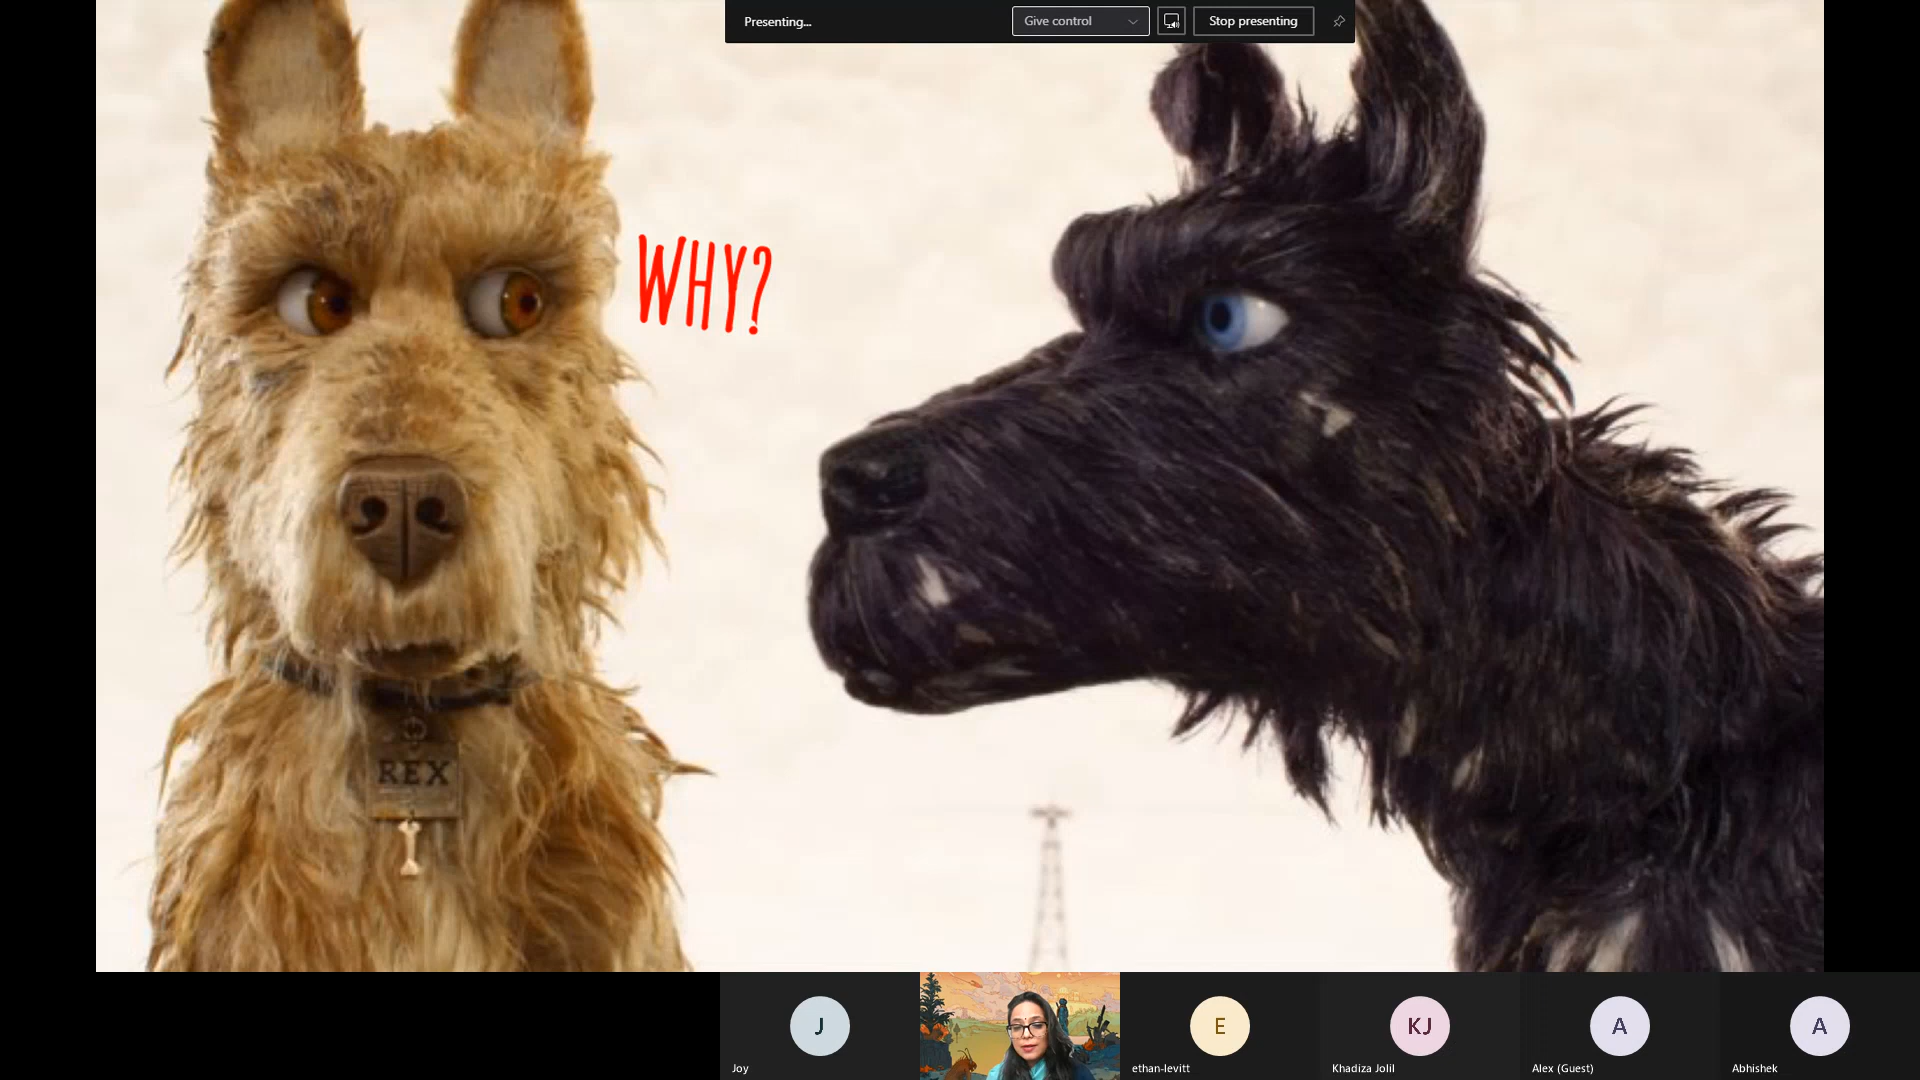 Presenting...
Give control
Stop presenting
WHY?
REX
J
E
KJ
A
A
Joy
ethan-levitt
Khadiza Jolil
Alex (Guest)
Abhishek